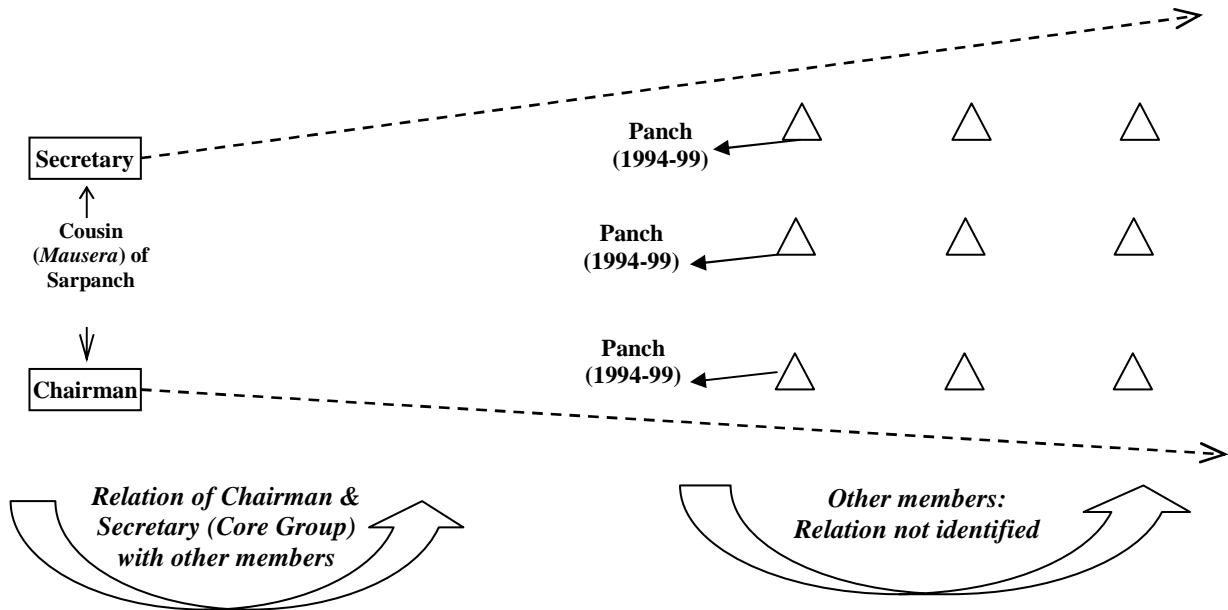 Secretary
Cousin
(Mausera) of
Sarpanch
Chairman
Panch
(1994-99)
Panch
(1994-99)
Panch
(1994-99)
Relation of Chairman &
Secretary (Core Group)
with other members
Other members:
Relation not identified